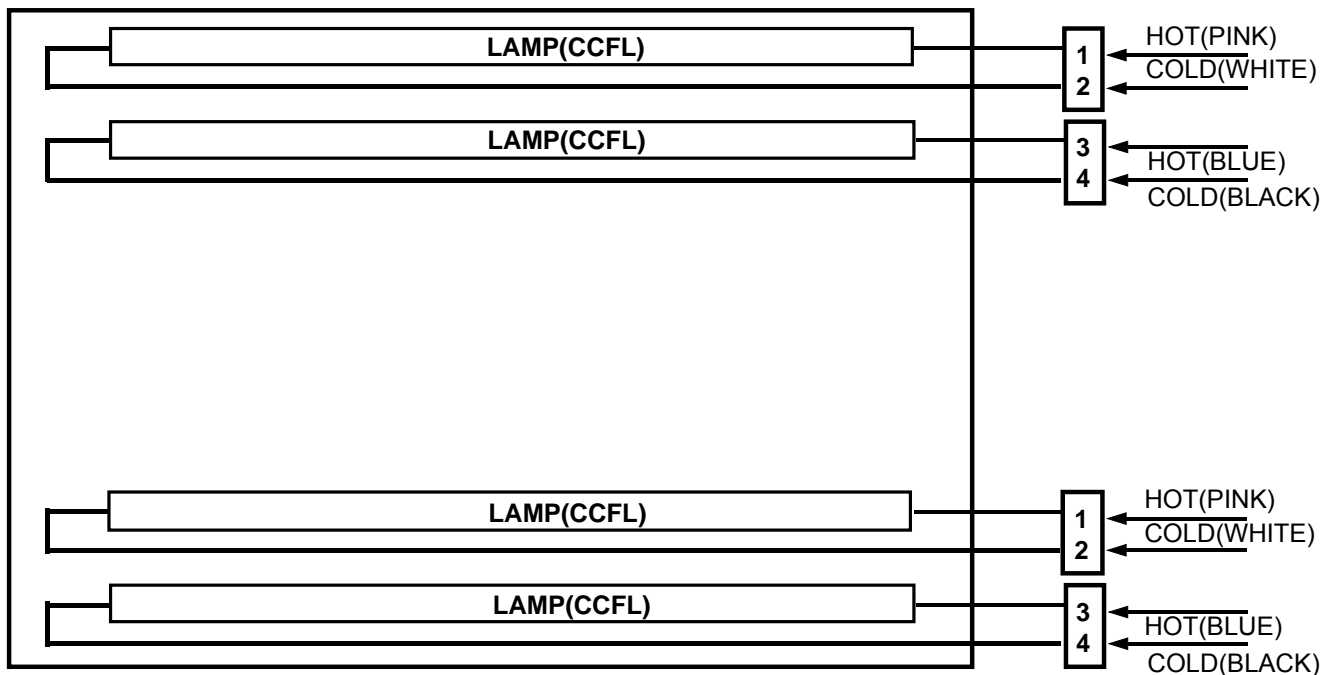 LAMP(CCFL)
1
HOT(PINK)
COLD(WHITE)
2
LAMP(CCFL)
3
HOT(BLUE)
4
COLD(BLACK)
LAMP(CCFL)
1
HOT(PINK)
COLD(WHITE)
2
LAMP(CCFL)
3
HOT(BLUE)
4
COLD(BLACK)